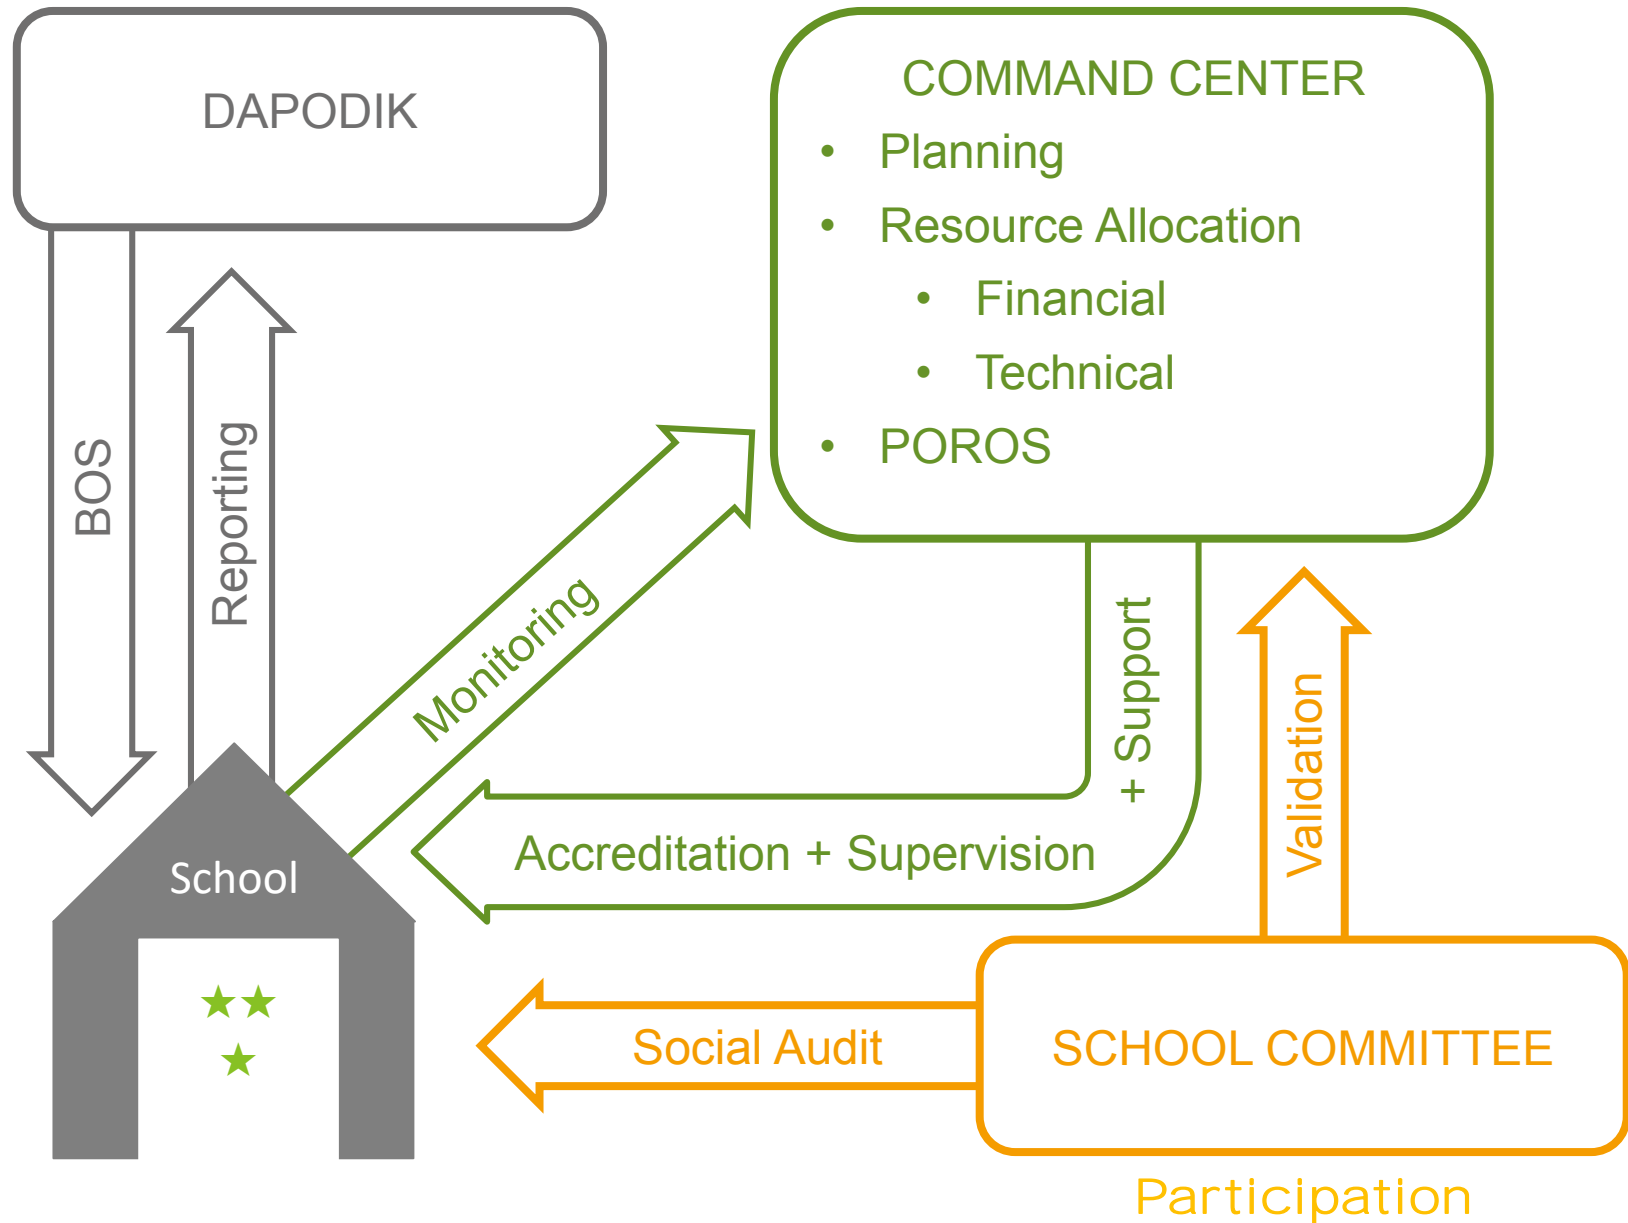 DAPODIK
COMMAND CENTER
• Planning
• Resource Allocation
• Financial
• Technical
• POROS
BOS
Reporting
Monitoring
+ Support
Accreditation + Supervision
Validation
School
Social Audit
SCHOOL COMMITTEE
Participation